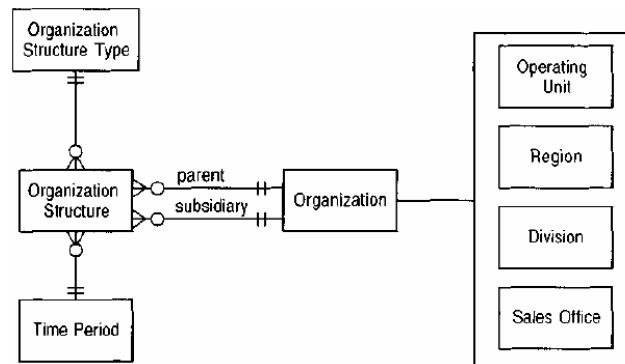 Organization
Structure Type
Operating
Unit
Region
parent
Organization
Structure
subsidiary
Organization
Division
Time Period
Sales Office